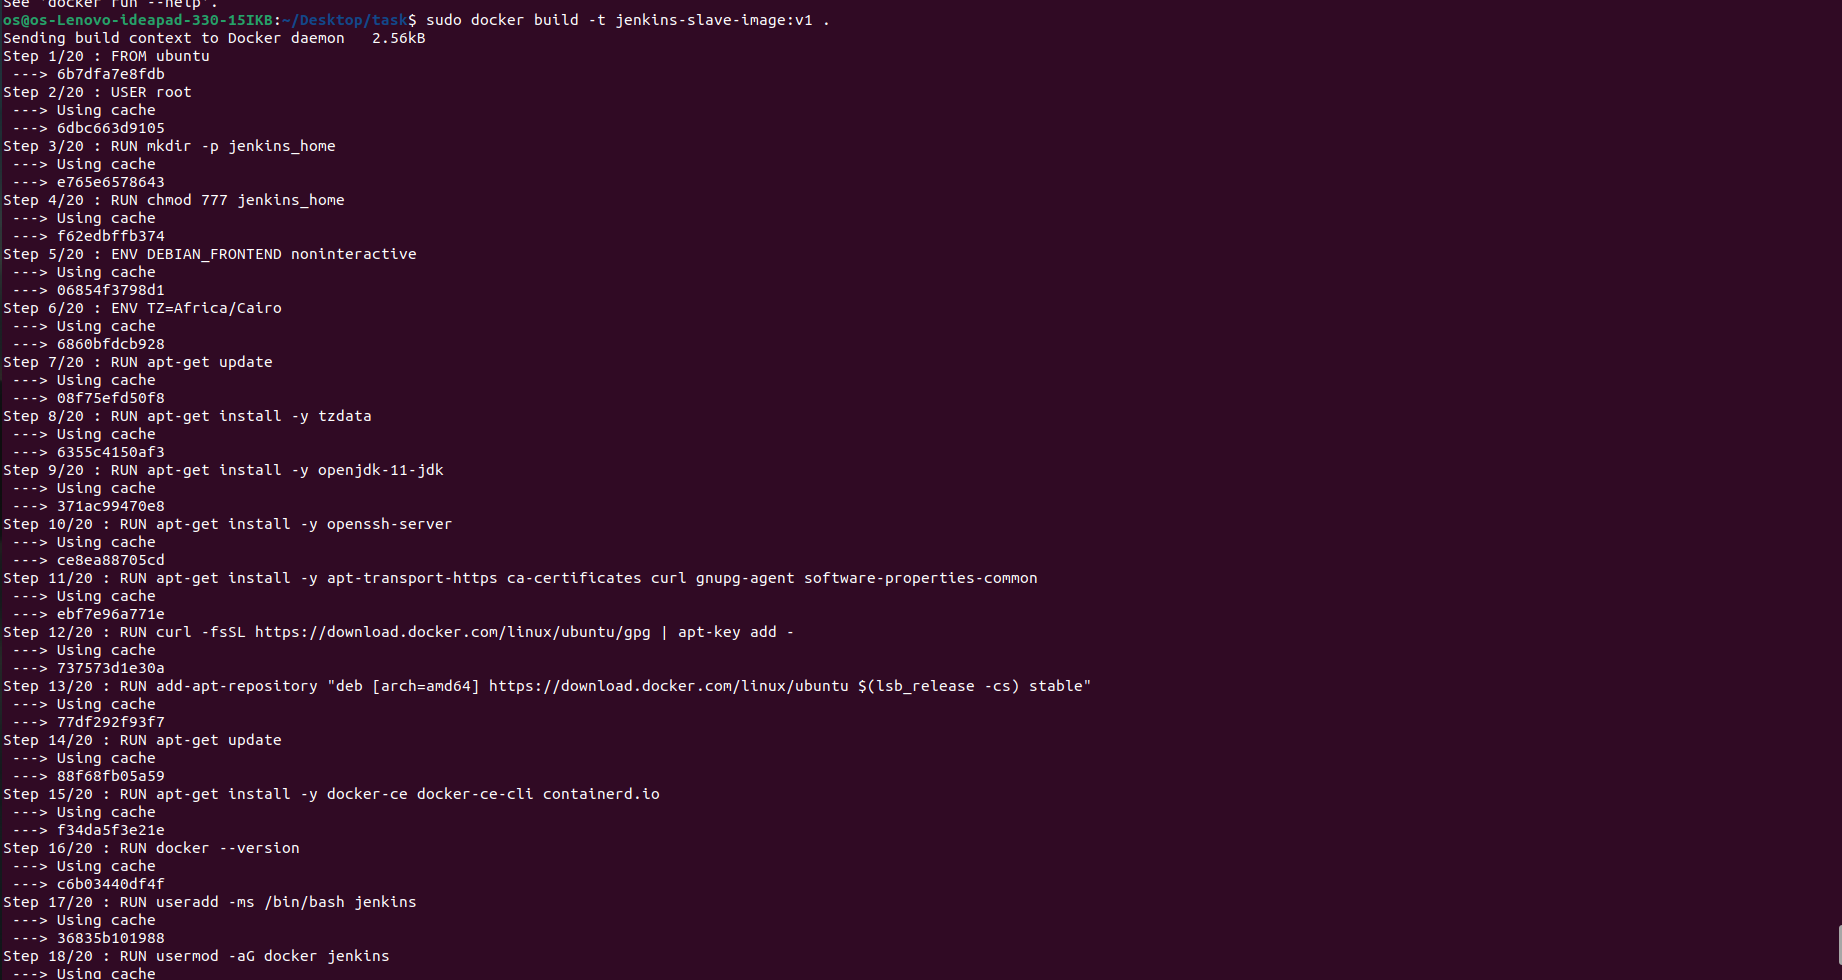 See 'docker run --help'.
os@os-Lenovo-ideapad-330-15IKB:~/Desktop/task$ sudo docker build -t jenkins-slave-image:v1 .
Sending build context to Docker daemon   2.56kB
Step 1/20 : FROM ubuntu
 ---> 6b7dfa7e8fdb
Step 2/20 : USER root
 ---> Using cache
 ---> 6dbc663d9105
Step 3/20 : RUN mkdir -p jenkins_home
 ---> Using cache
 ---> e765e6578643
Step 4/20 : RUN chmod 777 jenkins_home
 ---> Using cache
 ---> f62edbffb374
Step 5/20 : ENV DEBIAN_FRONTEND noninteractive
 ---> Using cache
 ---> 06854f3798d1
Step 6/20 : ENV TZ=Africa/Cairo
 ---> Using cache
 ---> 6860bfdcb928
Step 7/20 : RUN apt-get update
 ---> Using cache
 ---> 08f75efd50f8
Step 8/20 : RUN apt-get install -y tzdata
 ---> Using cache
 ---> 6355c4150af3
Step 9/20 : RUN apt-get install -y openjdk-11-jdk
 ---> Using cache
 ---> 371ac99470e8
Step 10/20 : RUN apt-get install -y openssh-server
 ---> Using cache
 ---> ce8ea88705cd
Step 11/20 : RUN apt-get install -y apt-transport-https ca-certificates curl gnupg-agent software-properties-common
 ---> Using cache
 ---> ebf7e96a771e
Step 12/20 : RUN curl -fsSL https://download.docker.com/linux/ubuntu/gpg | apt-key add -
 ---> Using cache
 ---> 737573d1e30a
Step 13/20 : RUN add-apt-repository "deb [arch=amd64] https://download.docker.com/linux/ubuntu $(lsb_release -cs) stable"
 ---> Using cache
 ---> 77df292f93f7
Step 14/20 : RUN apt-get update
 ---> Using cache
 ---> 88f68fb05a59
Step 15/20 : RUN apt-get install -y docker-ce docker-ce-cli containerd.io
 ---> Using cache
 ---> f34da5f3e21e
Step 16/20 : RUN docker --version
 ---> Using cache
 ---> c6b03440df4f
Step 17/20 : RUN useradd -ms /bin/bash jenkins
 ---> Using cache
 ---> 36835b101988
Step 18/20 : RUN usermod -aG docker jenkins
 ---> Using cache